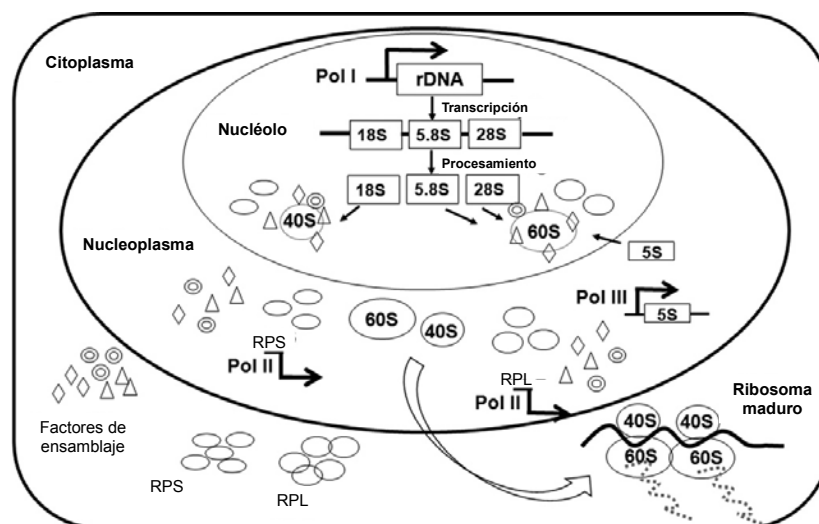 Citoplasma
Pol I
rDNA
Transcripción
Nucléolo
18S
5.8S
28S
Procesamiento
18S
5.8S
28S
40S
60S
5S
Nucleoplasma
Pol III
5S
60S
40S
RPS
Pol II
RPL
Pol II
Ribosoma
maduro
40S
40S
60S
60S
Factores de
ensamblaje
RPS
RPL